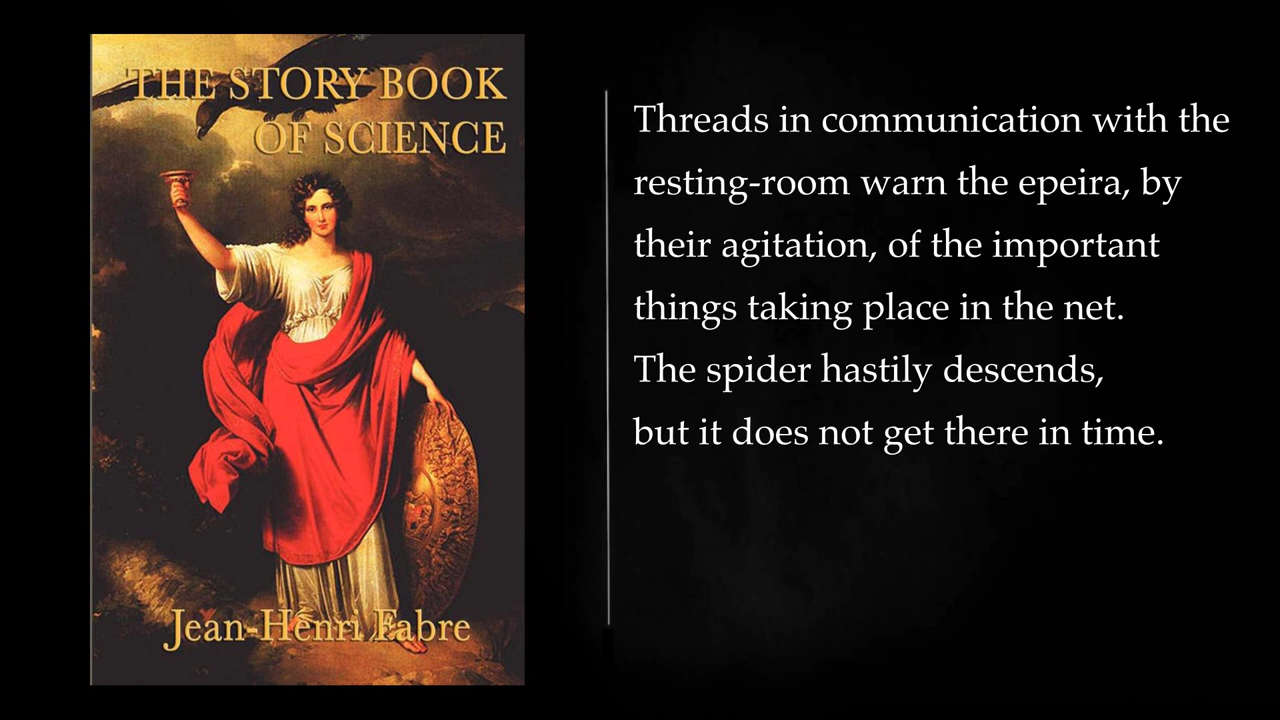 THE STORY BOOK
OF SCIENCE
Jean-Henri Fabre
Threads in communication with the
resting-room warn the epeira, by
their agitation, of the important
things taking place in the net.
The spider hastily descends,
but it does not get there in time.